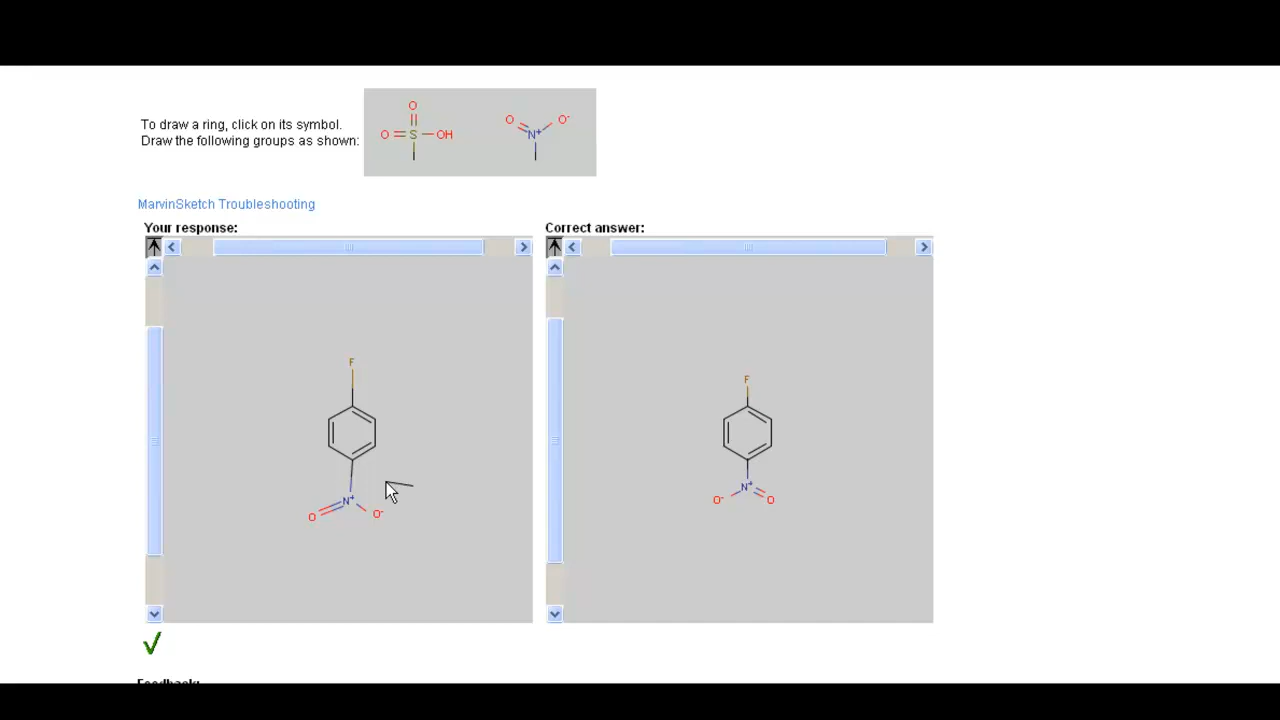 To draw a ring, click on its symbol.
Draw the following groups as shown:
O
O S OH
O N+ O-
MarvinSketch Troubleshooting
Your response:
Correct answer:
F
F
N+
O O-
N+
O- O
Feedback: